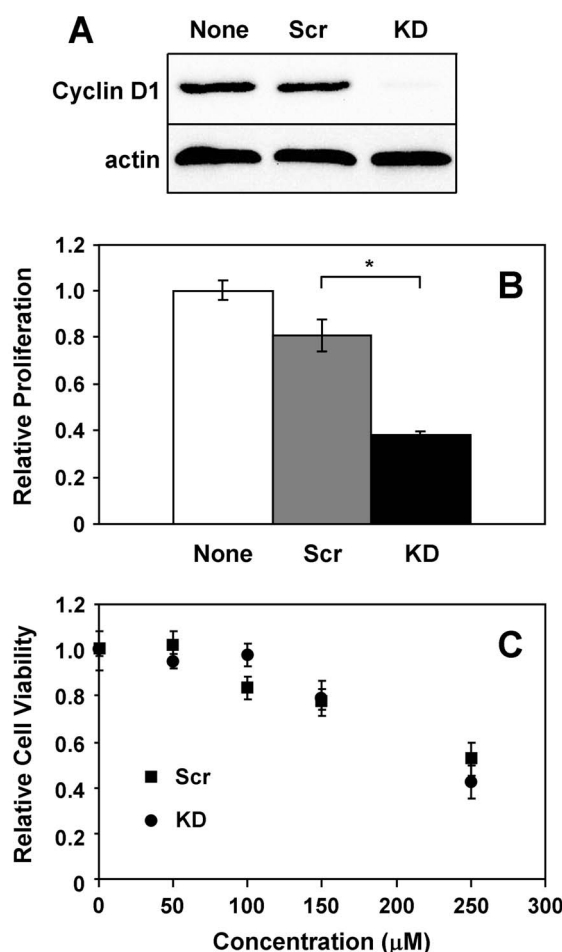 A
None Scr KD
Cyclin D1
actin
B
Relative Proliferation
1.2
1.0
0.8
0.6
0.4
0.2
0
*
None Scr KD
C
Relative Cell Viability
1.2
1.0
0.8
0.6
0.4
0.2
0
Scr
KD
0 50 100 150 200 250 300
Concentration (μM)